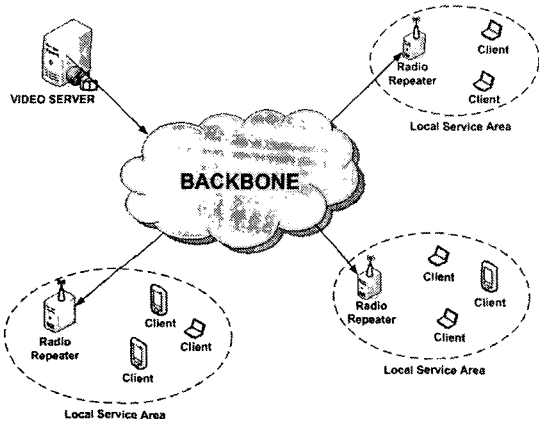 VIDEO SERVER
BACKBONE
Radio
Repeater
Client
Client
Local Service Area
Radio
Repeater
Client
Client
Client
Local Service Area
Radio
Repeater
Client
Client
Client
Local Service Area